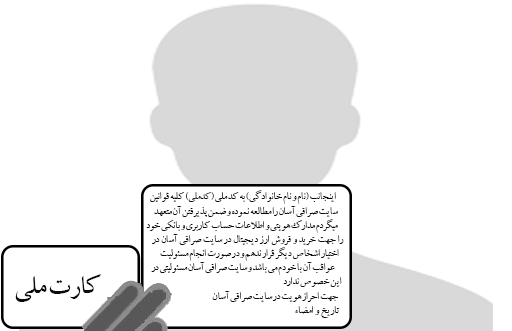 اینجانب (نام و نام خانوادگی) به کدملی (کدملی) کلیه قوانین
سایت صرافی آسان را مطالعه نموده و ضمن پذیرفتن آن متعهد
میگردم مدارک هویتی و اطلاعات حساب کاربری و بانکی خود
را جهت خرید و فروش ارز دیجیتال در سایت صرافی آسان در
اختیار اشخاص دیگر قرار ندهم و در صورت انجام مسئولیت
عواقب آن با خودم می باشد و سایت صرافی آسان مسئولیتی در
این خصوص ندارد
جهت احراز هویت در سایت صرافی آسان
تاریخ و امضاء
کارت ملی